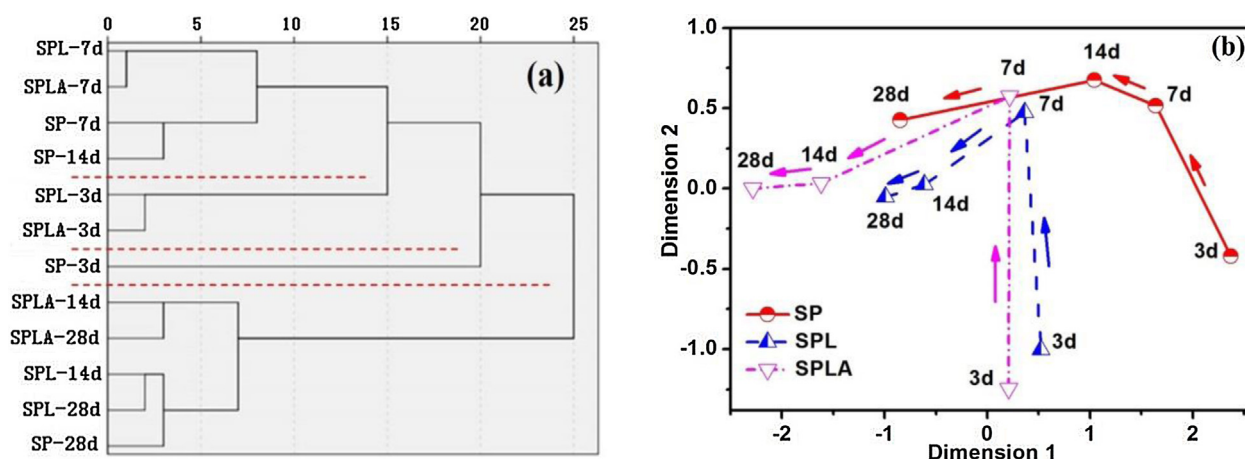 0 5 10 15 20 25
SPL-7d
SPLA-7d
SP-7d
SP-14d
SPL-3d
SPLA-3d
SP-3d
SPLA-14d
SPLA-28d
SPL-14d
SPL-28d
SP-28d
(a)
1.0
0.5
0.0
-0.5
-1.0
Dimension 2
(b)
14d
7d
7d
28d
7d
28d
14d
14d
28d
3d
3d
3d
SP
SPL
SPLA
-2 -1 0 1 2
Dimension 1